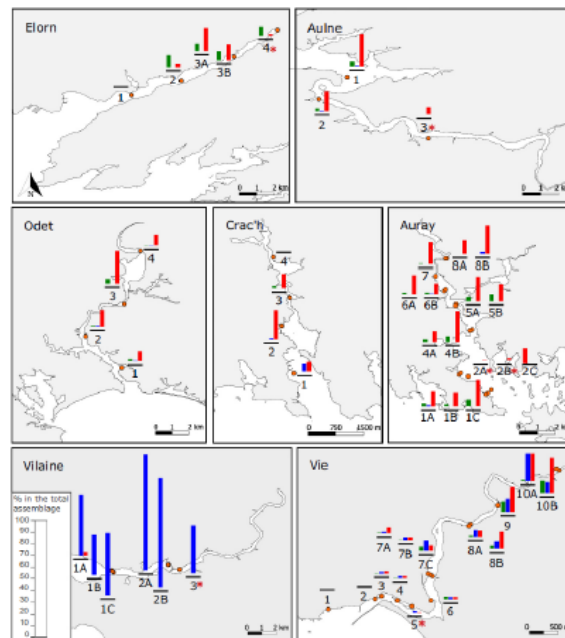 Elorn
4
3A
3B
2
1
N
0 1 2 km
Aulne
1
2
3
0 1 2 km
Odet
4
3
2
1
0 1 2 km
Crac'h
4
3
2
1
0 750 1500 m
Auray
8A 8B
7
6A 6B
5A 5B
4A 4B
2A 2B 2C
1A 1B 1C
0 1 2 km
Vilaine
% in the total
assemblage
100
90
80
70
60
50
40
30
20
10
0
1A
1B
1C
2A
2B
3*
0 1 2 km
Vie
10A
10B
9
8A
8B
7A
7B
7C
6
5*
4
3
2
1
0 500 m